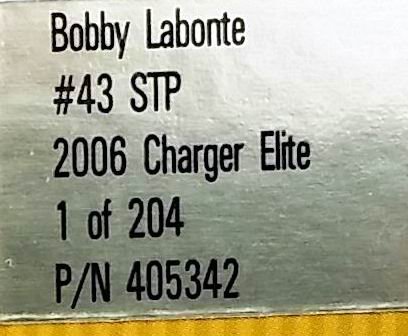 Bobby Labonte
#43 STP
2006 Charger Elite
1 of 204
P/N 405342